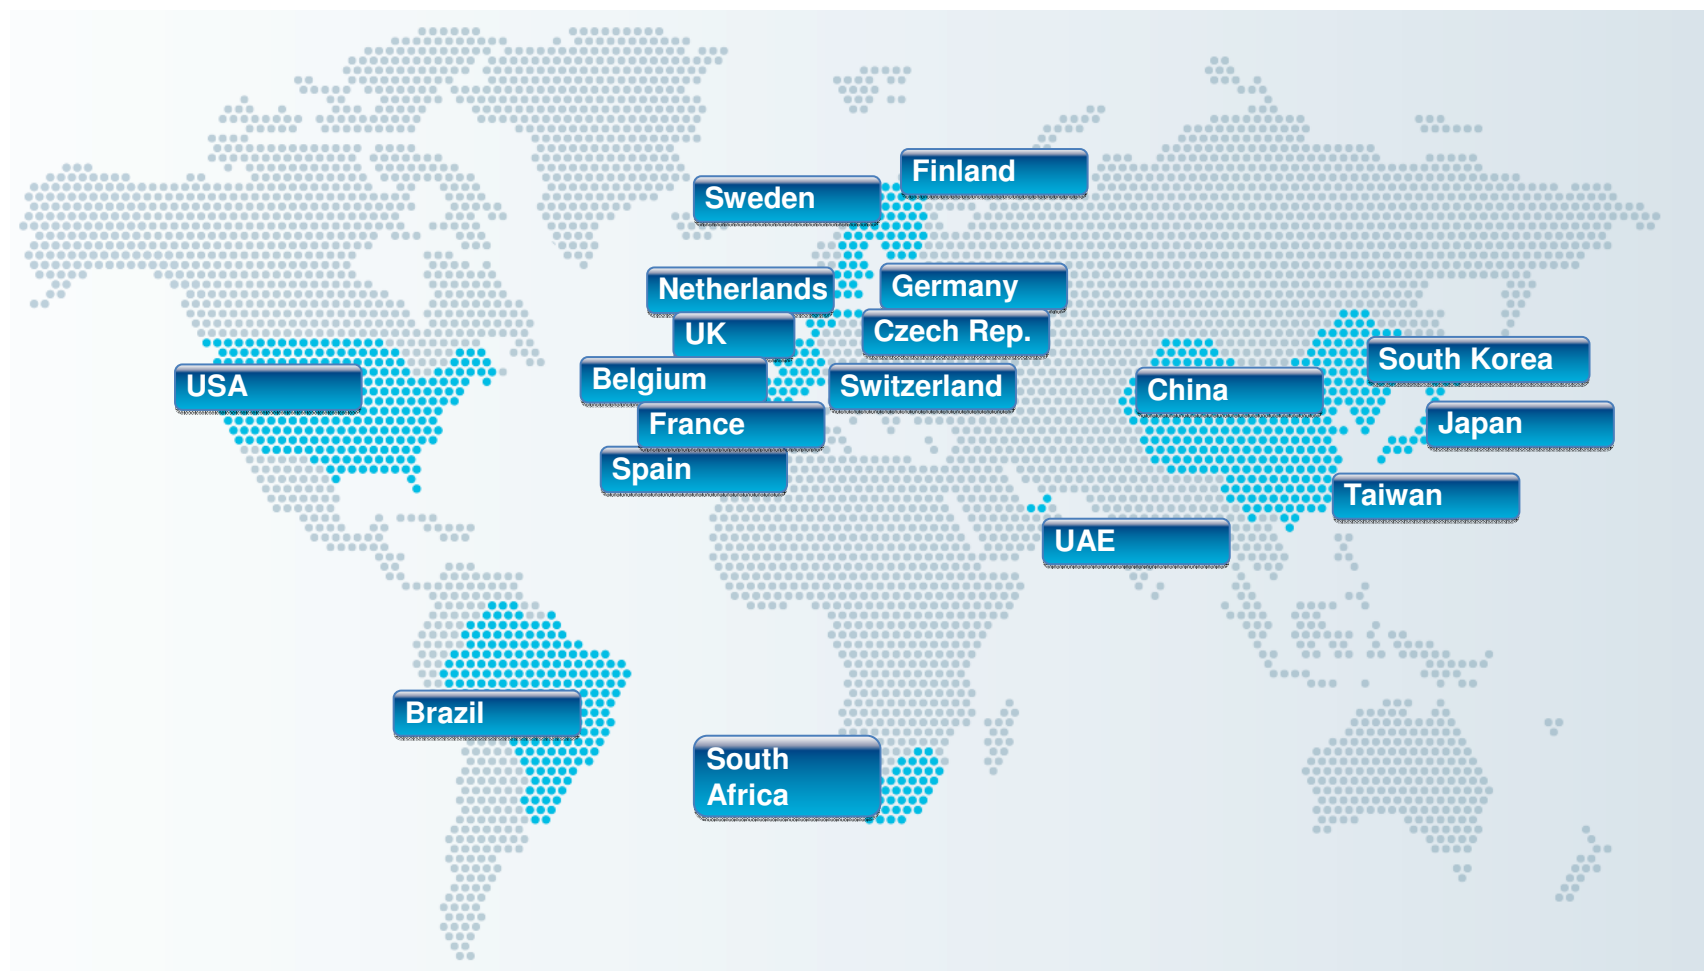 Finland
Sweden
Netherlands
Germany
UK
Czech Rep.
South Korea
Belgium
Switzerland
USA
China
France
Japan
Spain
Taiwan
UAE
Brazil
South
Africa